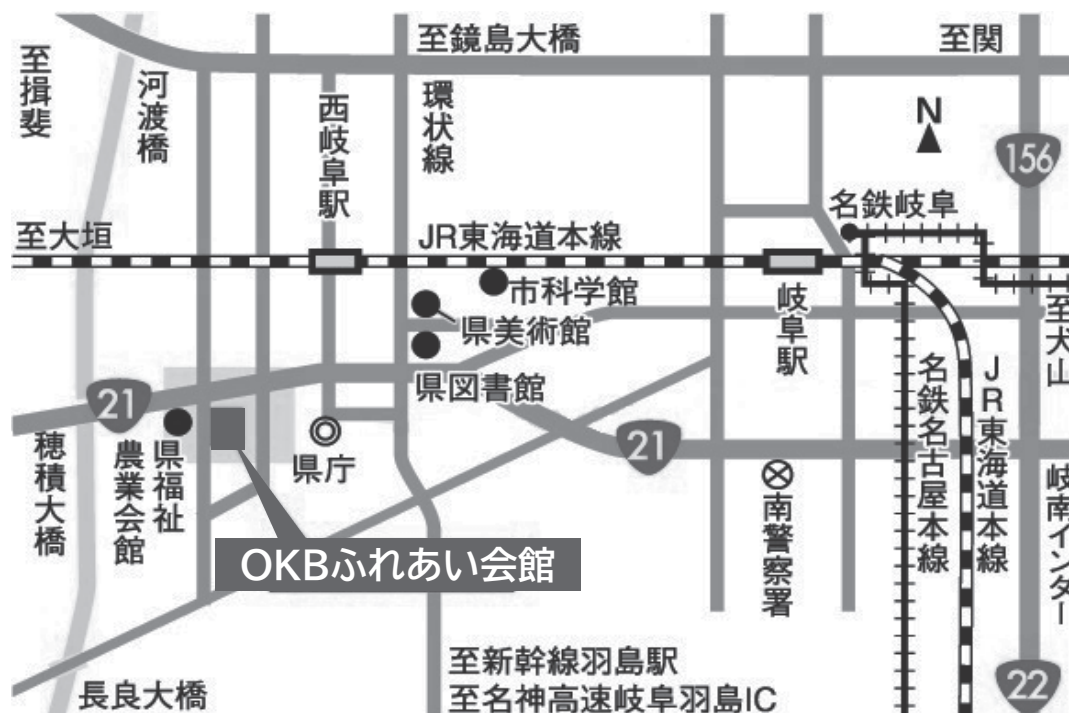 至鏡島大橋
至関
至揖斐
河渡橋
西岐阜駅
環状線
N
156
名鉄岐阜
至大垣
JR東海道本線
市科学館
県美術館
岐阜駅
至犬山
県図書館
21
21
県庁
穂積大橋
県福祉
農業会館
名鉄名古屋本線
JR東海道本線
南警察署
岐南インター
OKBふれあい会館
至新幹線羽島駅
至名神高速岐阜羽島IC
長良大橋
22